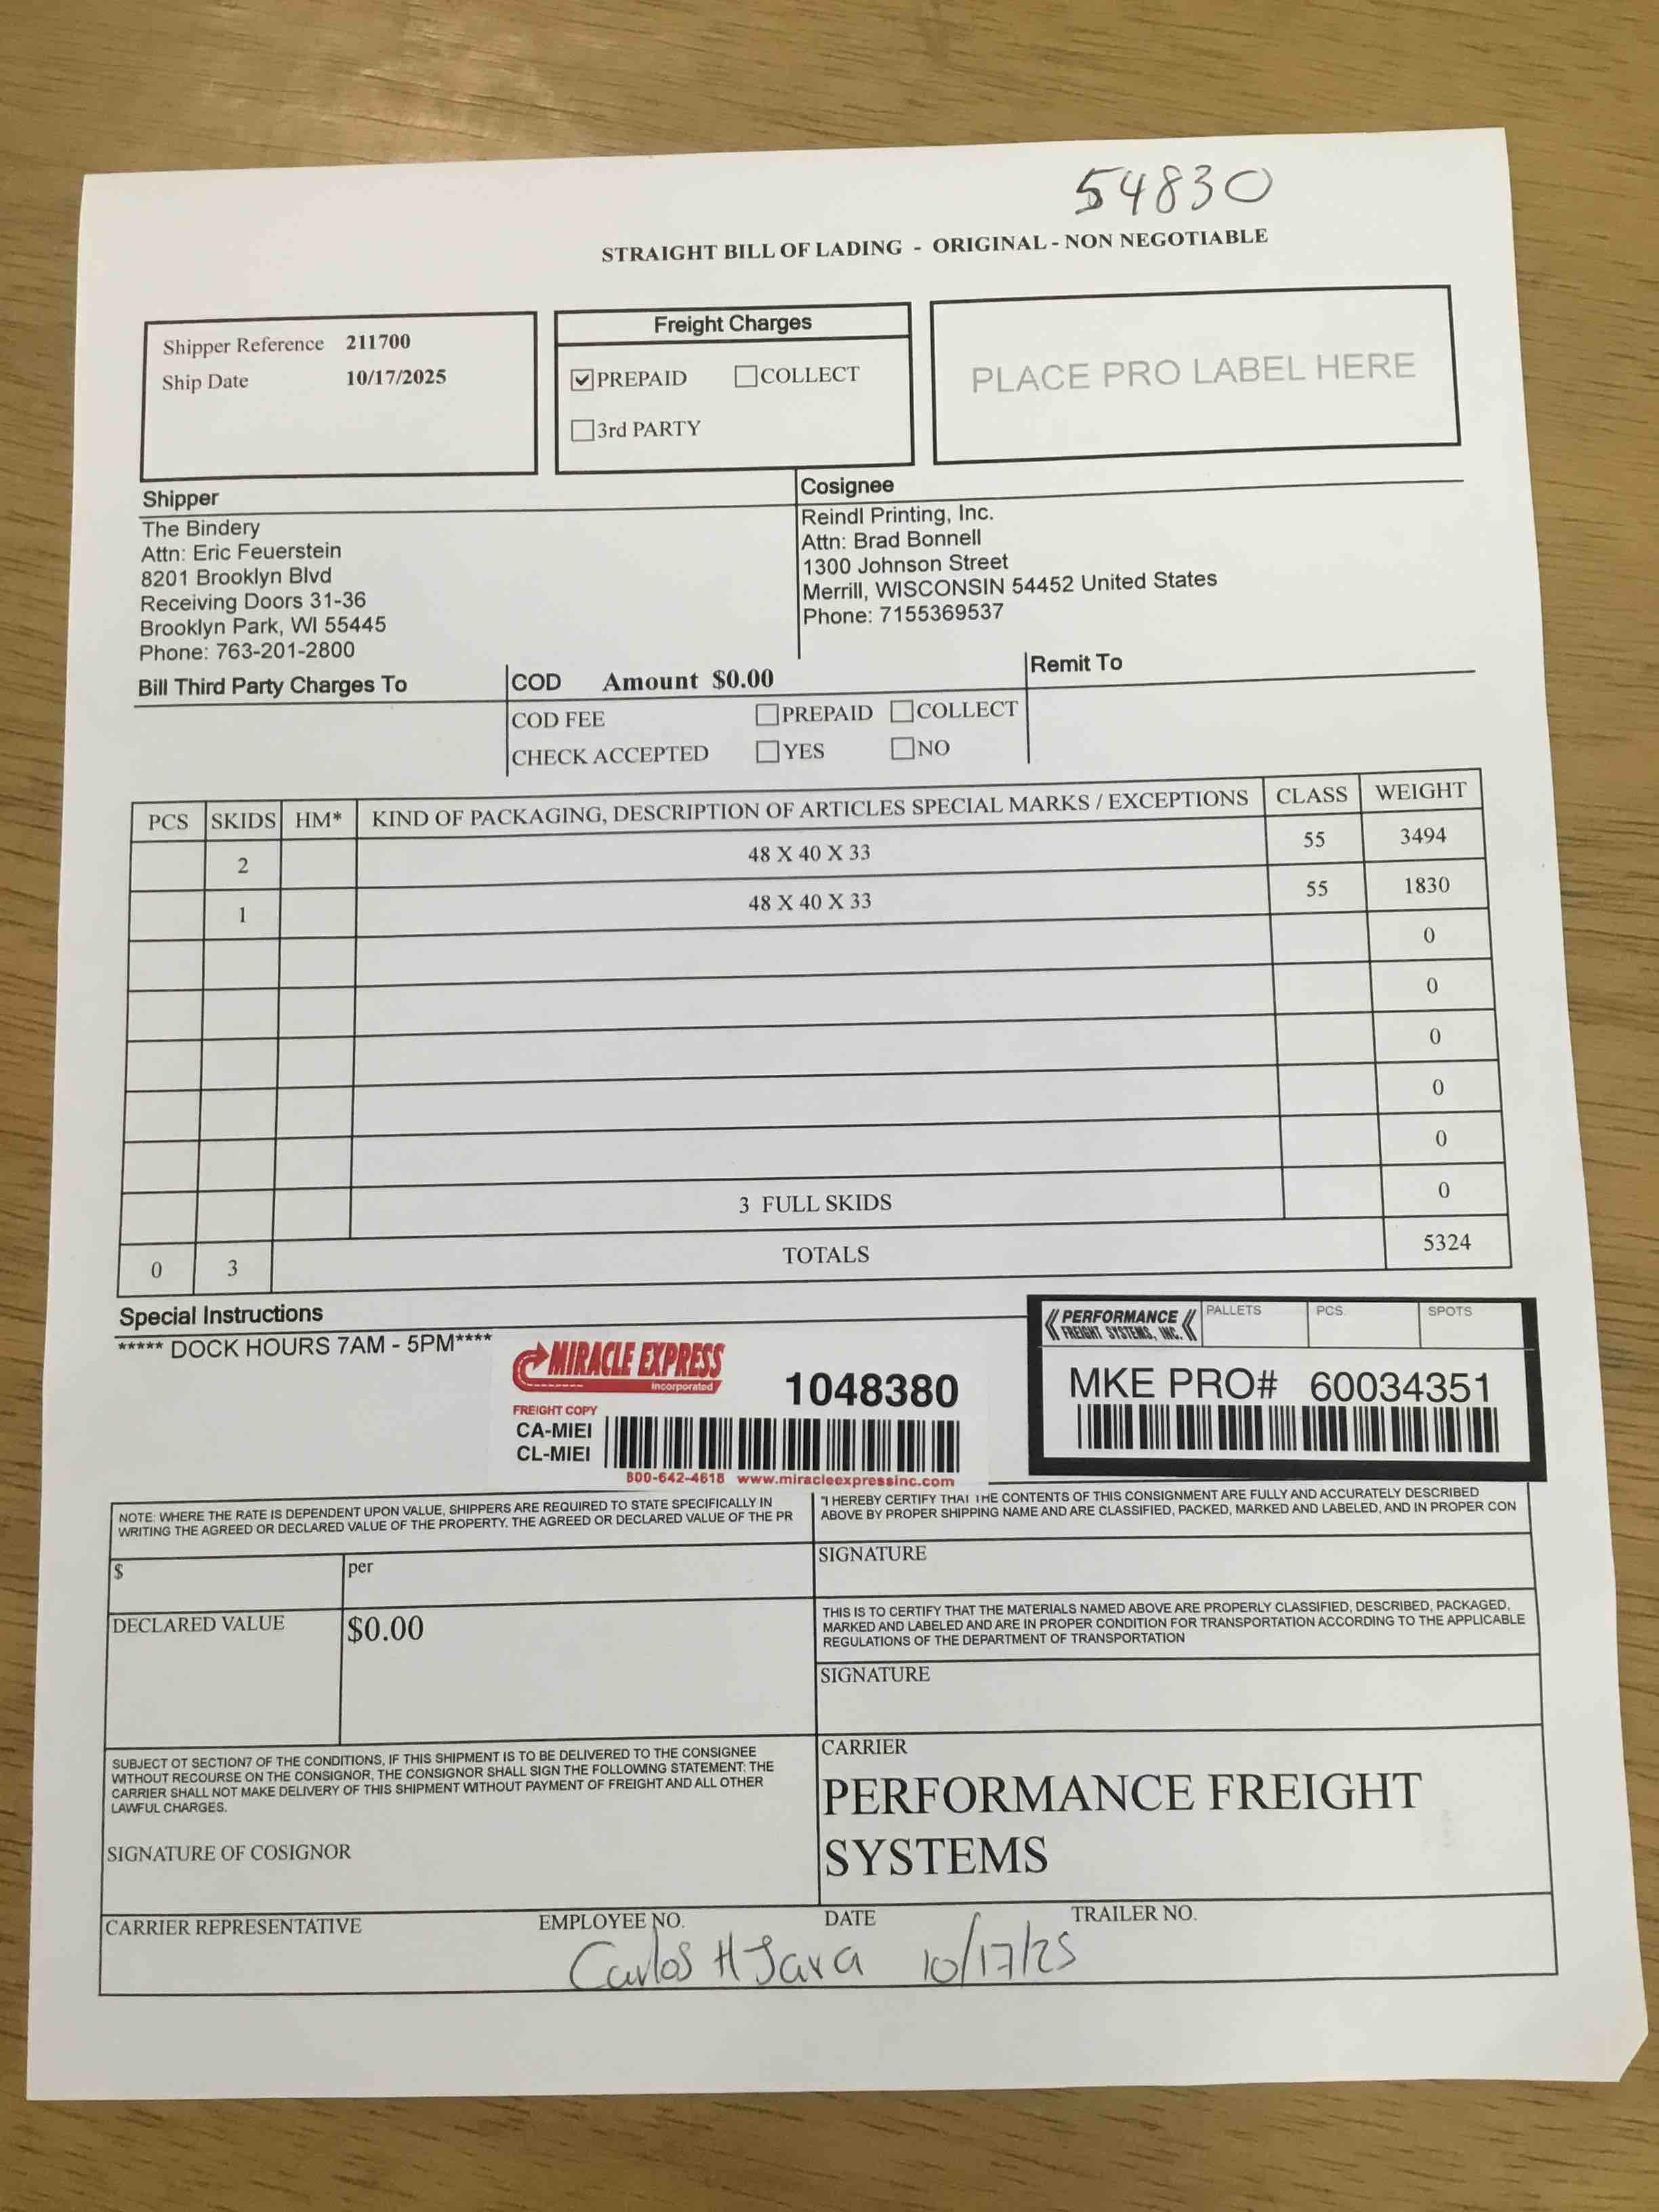 54830
STRAIGHT BILL OF LADING - ORIGINAL - NON NEGOTIABLE
Shipper Reference 211700
Ship Date 10/17/2025
Freight Charges
PREPAID COLLECT
3rd PARTY
PLACE PRO LABEL HERE
Shipper
The Bindery
Attn: Eric Feuerstein
8201 Brooklyn Blvd
Receiving Doors 31-36
Brooklyn Park, WI 55445
Phone: 763-201-2800
Cosignee
Reindl Printing, Inc.
Attn: Brad Bonnell
1300 Johnson Street
Merrill, WISCONSIN 54452 United States
Phone: 7155369537
Bill Third Party Charges To
COD Amount $0.00
COD FEE PREPAID COLLECT
CHECK ACCEPTED YES NO
Remit To
PCS SKIDS HM* KIND OF PACKAGING, DESCRIPTION OF ARTICLES SPECIAL MARKS / EXCEPTIONS CLASS WEIGHT
2 48 X 40 X 33 55 3494
1 48 X 40 X 33 55 1830
0
0
0
0
0
3 FULL SKIDS 0
0 3 TOTALS 5324
Special Instructions
***** DOCK HOURS 7AM - 5PM****
MIRACLE EXPRESS
incorporated
1048380
FREIGHT COPY
CA-MIEI
CL-MIEI
800-642-4618 www.miracleexpressinc.com
PERFORMANCE
FREIGHT SYSTEMS, INC.
PALLETS PCS. SPOTS
MKE PRO# 60034351
NOTE: WHERE THE RATE IS DEPENDENT UPON VALUE, SHIPPERS ARE REQUIRED TO STATE SPECIFICALLY IN
WRITING THE AGREED OR DECLARED VALUE OF THE PROPERTY. THE AGREED OR DECLARED VALUE OF THE PR
$ per
DECLARED VALUE $0.00
"I HEREBY CERTIFY THAT THE CONTENTS OF THIS CONSIGNMENT ARE FULLY AND ACCURATELY DESCRIBED
ABOVE BY PROPER SHIPPING NAME AND ARE CLASSIFIED, PACKED, MARKED AND LABELED, AND IN PROPER CON
SIGNATURE
THIS IS TO CERTIFY THAT THE MATERIALS NAMED ABOVE ARE PROPERLY CLASSIFIED, DESCRIBED, PACKAGED,
MARKED AND LABELED AND ARE IN PROPER CONDITION FOR TRANSPORTATION ACCORDING TO THE APPLICABLE
REGULATIONS OF THE DEPARTMENT OF TRANSPORTATION
SIGNATURE
SUBJECT OT SECTION7 OF THE CONDITIONS, IF THIS SHIPMENT IS TO BE DELIVERED TO THE CONSIGNEE
WITHOUT RECOURSE ON THE CONSIGNOR, THE CONSIGNOR SHALL SIGN THE FOLLOWING STATEMENT: THE
CARRIER SHALL NOT MAKE DELIVERY OF THIS SHIPMENT WITHOUT PAYMENT OF FREIGHT AND ALL OTHER
LAWFUL CHARGES.
SIGNATURE OF COSIGNOR
CARRIER
PERFORMANCE FREIGHT
SYSTEMS
CARRIER REPRESENTATIVE EMPLOYEE NO. DATE TRAILER NO.
Carlos H Jara 10/17/25